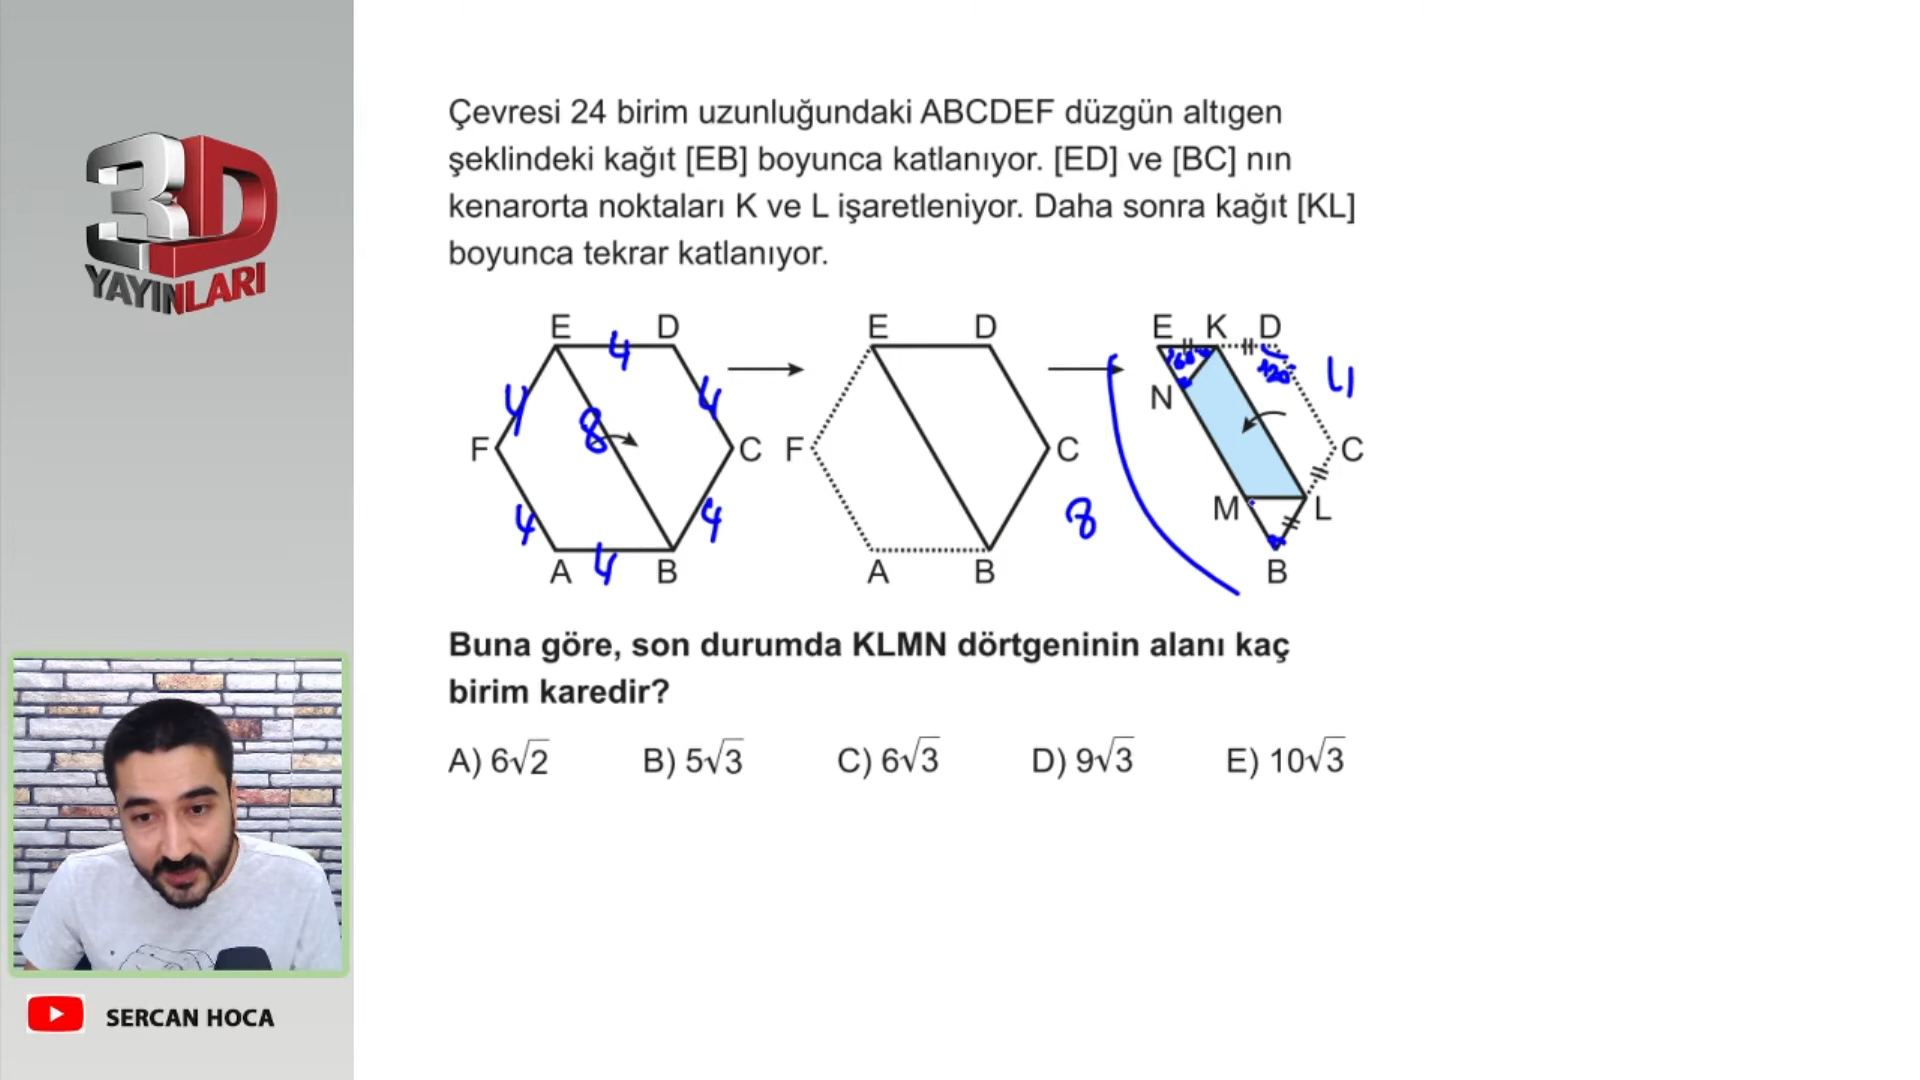 3D
YAYINLARI
Çevresi 24 birim uzunluğundaki ABCDEF düzgün altıgen
şeklindeki kağıt [EB] boyunca katlanıyor. [ED] ve [BC] nın
kenarorta noktaları K ve L işaretleniyor. Daha sonra kağıt [KL]
boyunca tekrar katlanıyor.
E D E D E K D
4 60 120 4
4 4 N
8
F C F C C
4 4 8 M L
A 4 B A B B
Buna göre, son durumda KLMN dörtgeninin alanı kaç
birim karedir?
A) 6√2 B) 5√3 C) 6√3 D) 9√3 E) 10√3
SERCAN HOCA